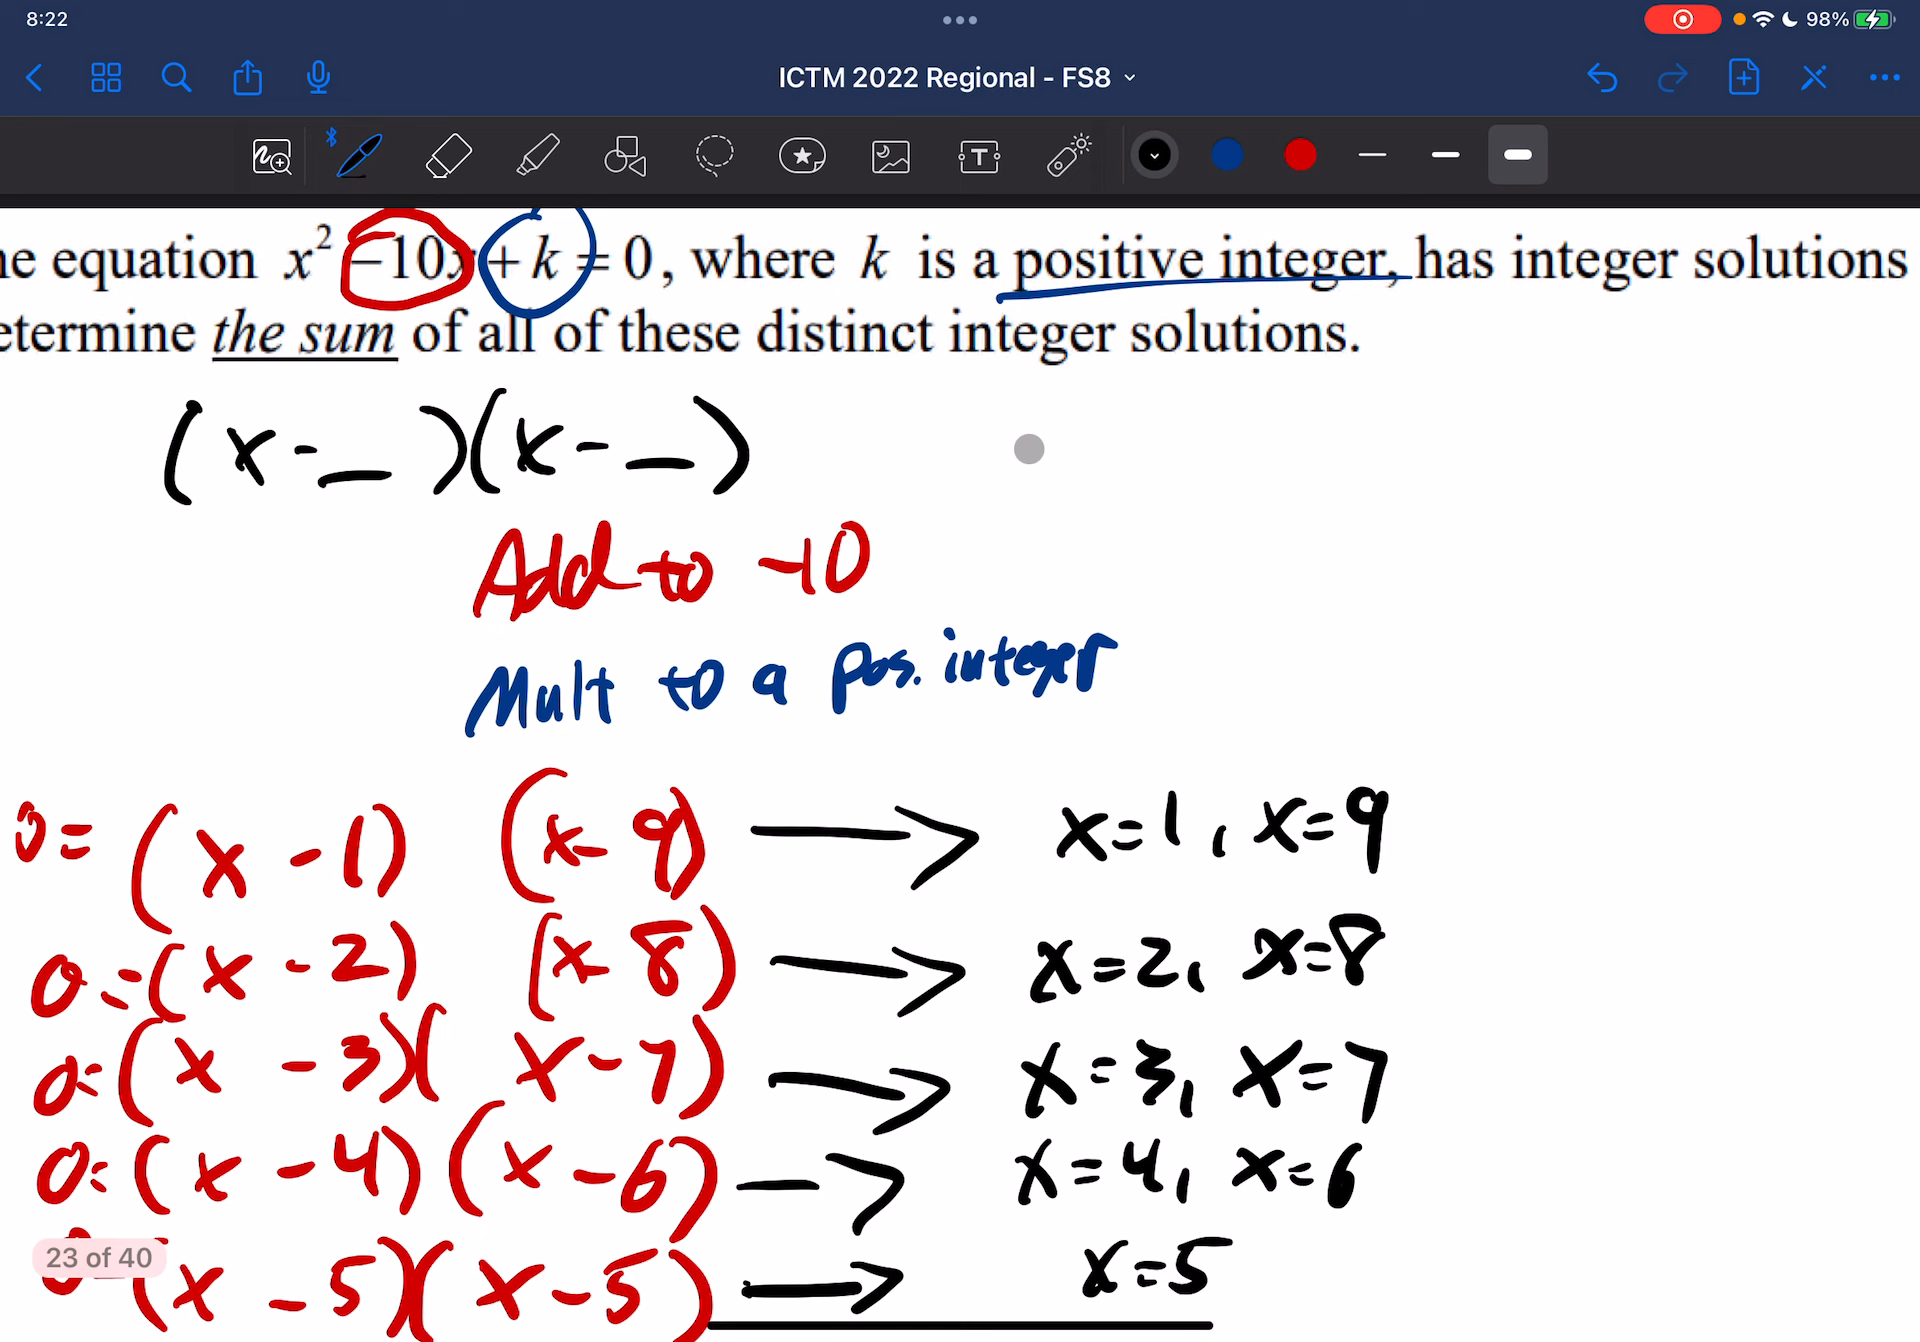 8:22
98%
ICTM 2022 Regional - FS8
equation x² −10x + k = 0, where k is a positive integer, has integer solutions
etermine the sum of all of these distinct integer solutions.
(x-_)(x-_)
Add to -10
Mult to a pos. integer
0=(x-1)(x-9) → x=1, x=9
0=(x-2)(x-8) → x=2, x=8
0=(x-3)(x-7) → x=3, x=7
0=(x-4)(x-6) → x=4, x=6
0=(x-5)(x-5) → x=5
23 of 40